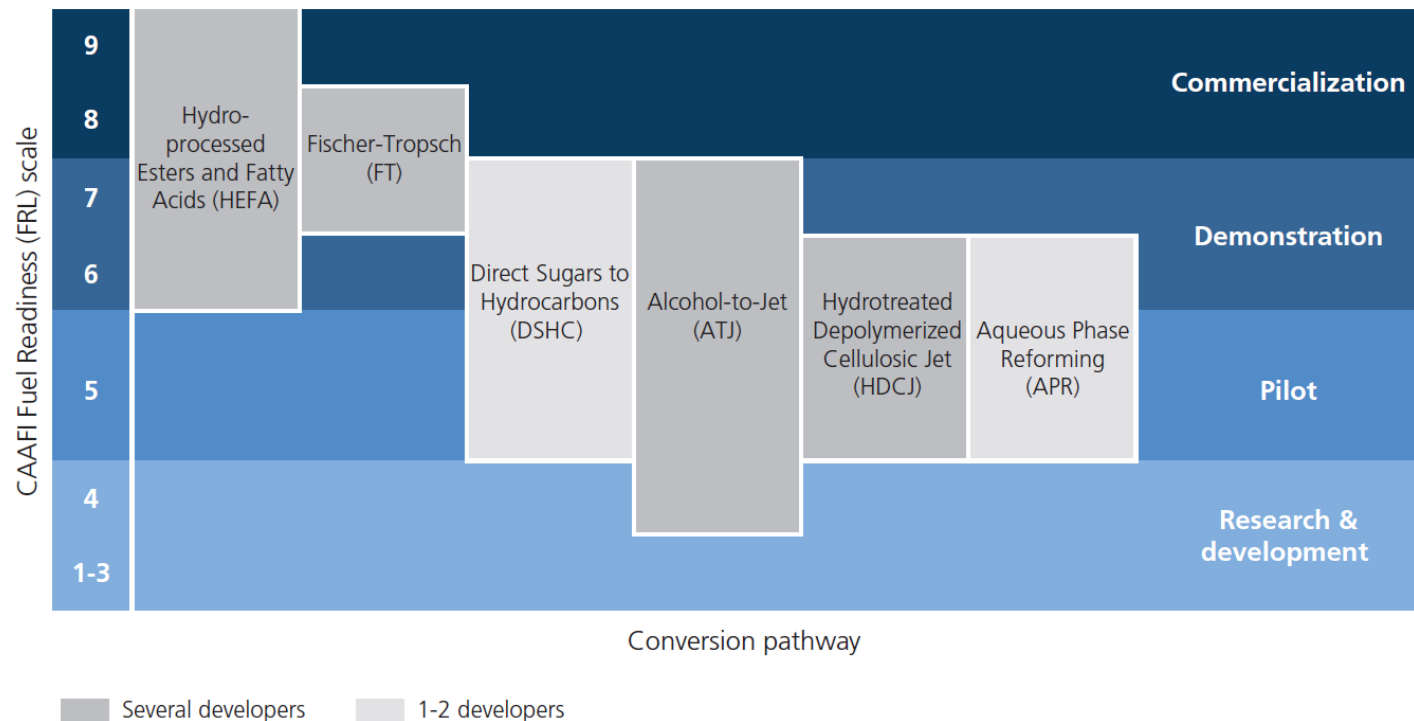 CAAFI Fuel Readiness (FRL) scale
9
8
7
6
5
4
1-3
Hydro-
processed
Esters and Fatty
Acids (HEFA)
Fischer-Tropsch
(FT)
Direct Sugars to
Hydrocarbons
(DSHC)
Alcohol-to-Jet
(ATJ)
Hydrotreated
Depolymerized
Cellulosic Jet
(HDCJ)
Aqueous Phase
Reforming
(APR)
Commercialization
Demonstration
Pilot
Research &
development
Conversion pathway
Several developers
1-2 developers